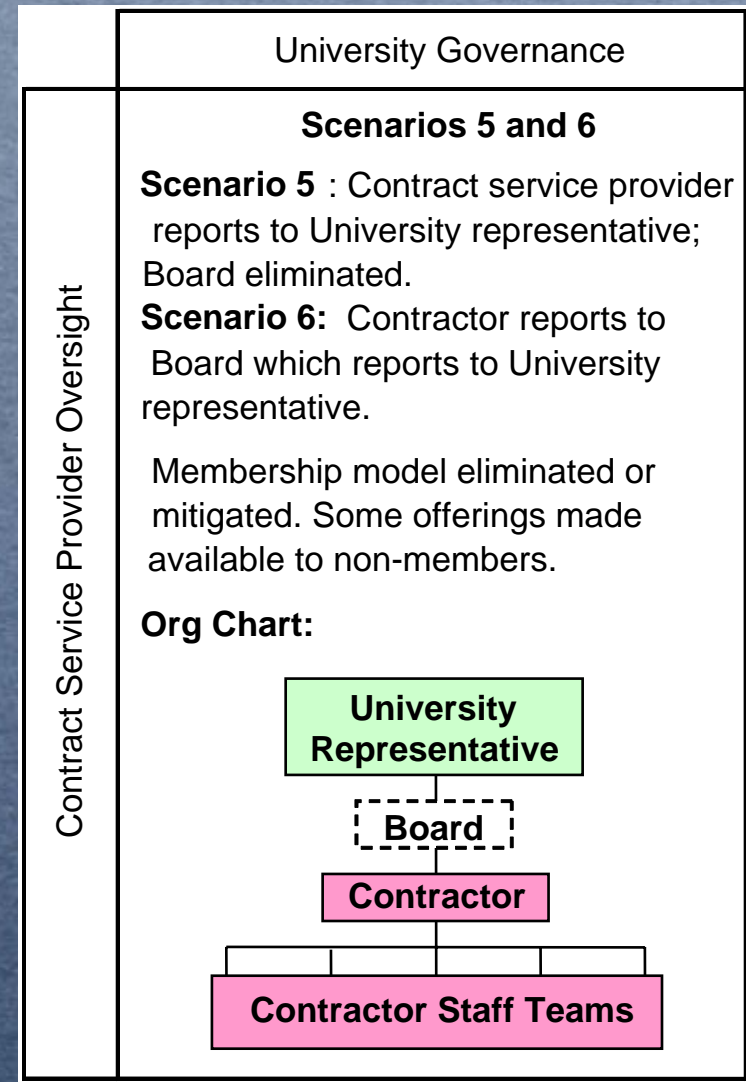 University Governance
Contract Service Provider Oversight
Scenarios 5 and 6
Scenario 5 : Contract service provider
reports to University representative;
Board eliminated.
Scenario 6: Contractor reports to
Board which reports to University
representative.
Membership model eliminated or
mitigated. Some offerings made
available to non-members.
Org Chart:
University
Representative
Board
Contractor
Contractor Staff Teams